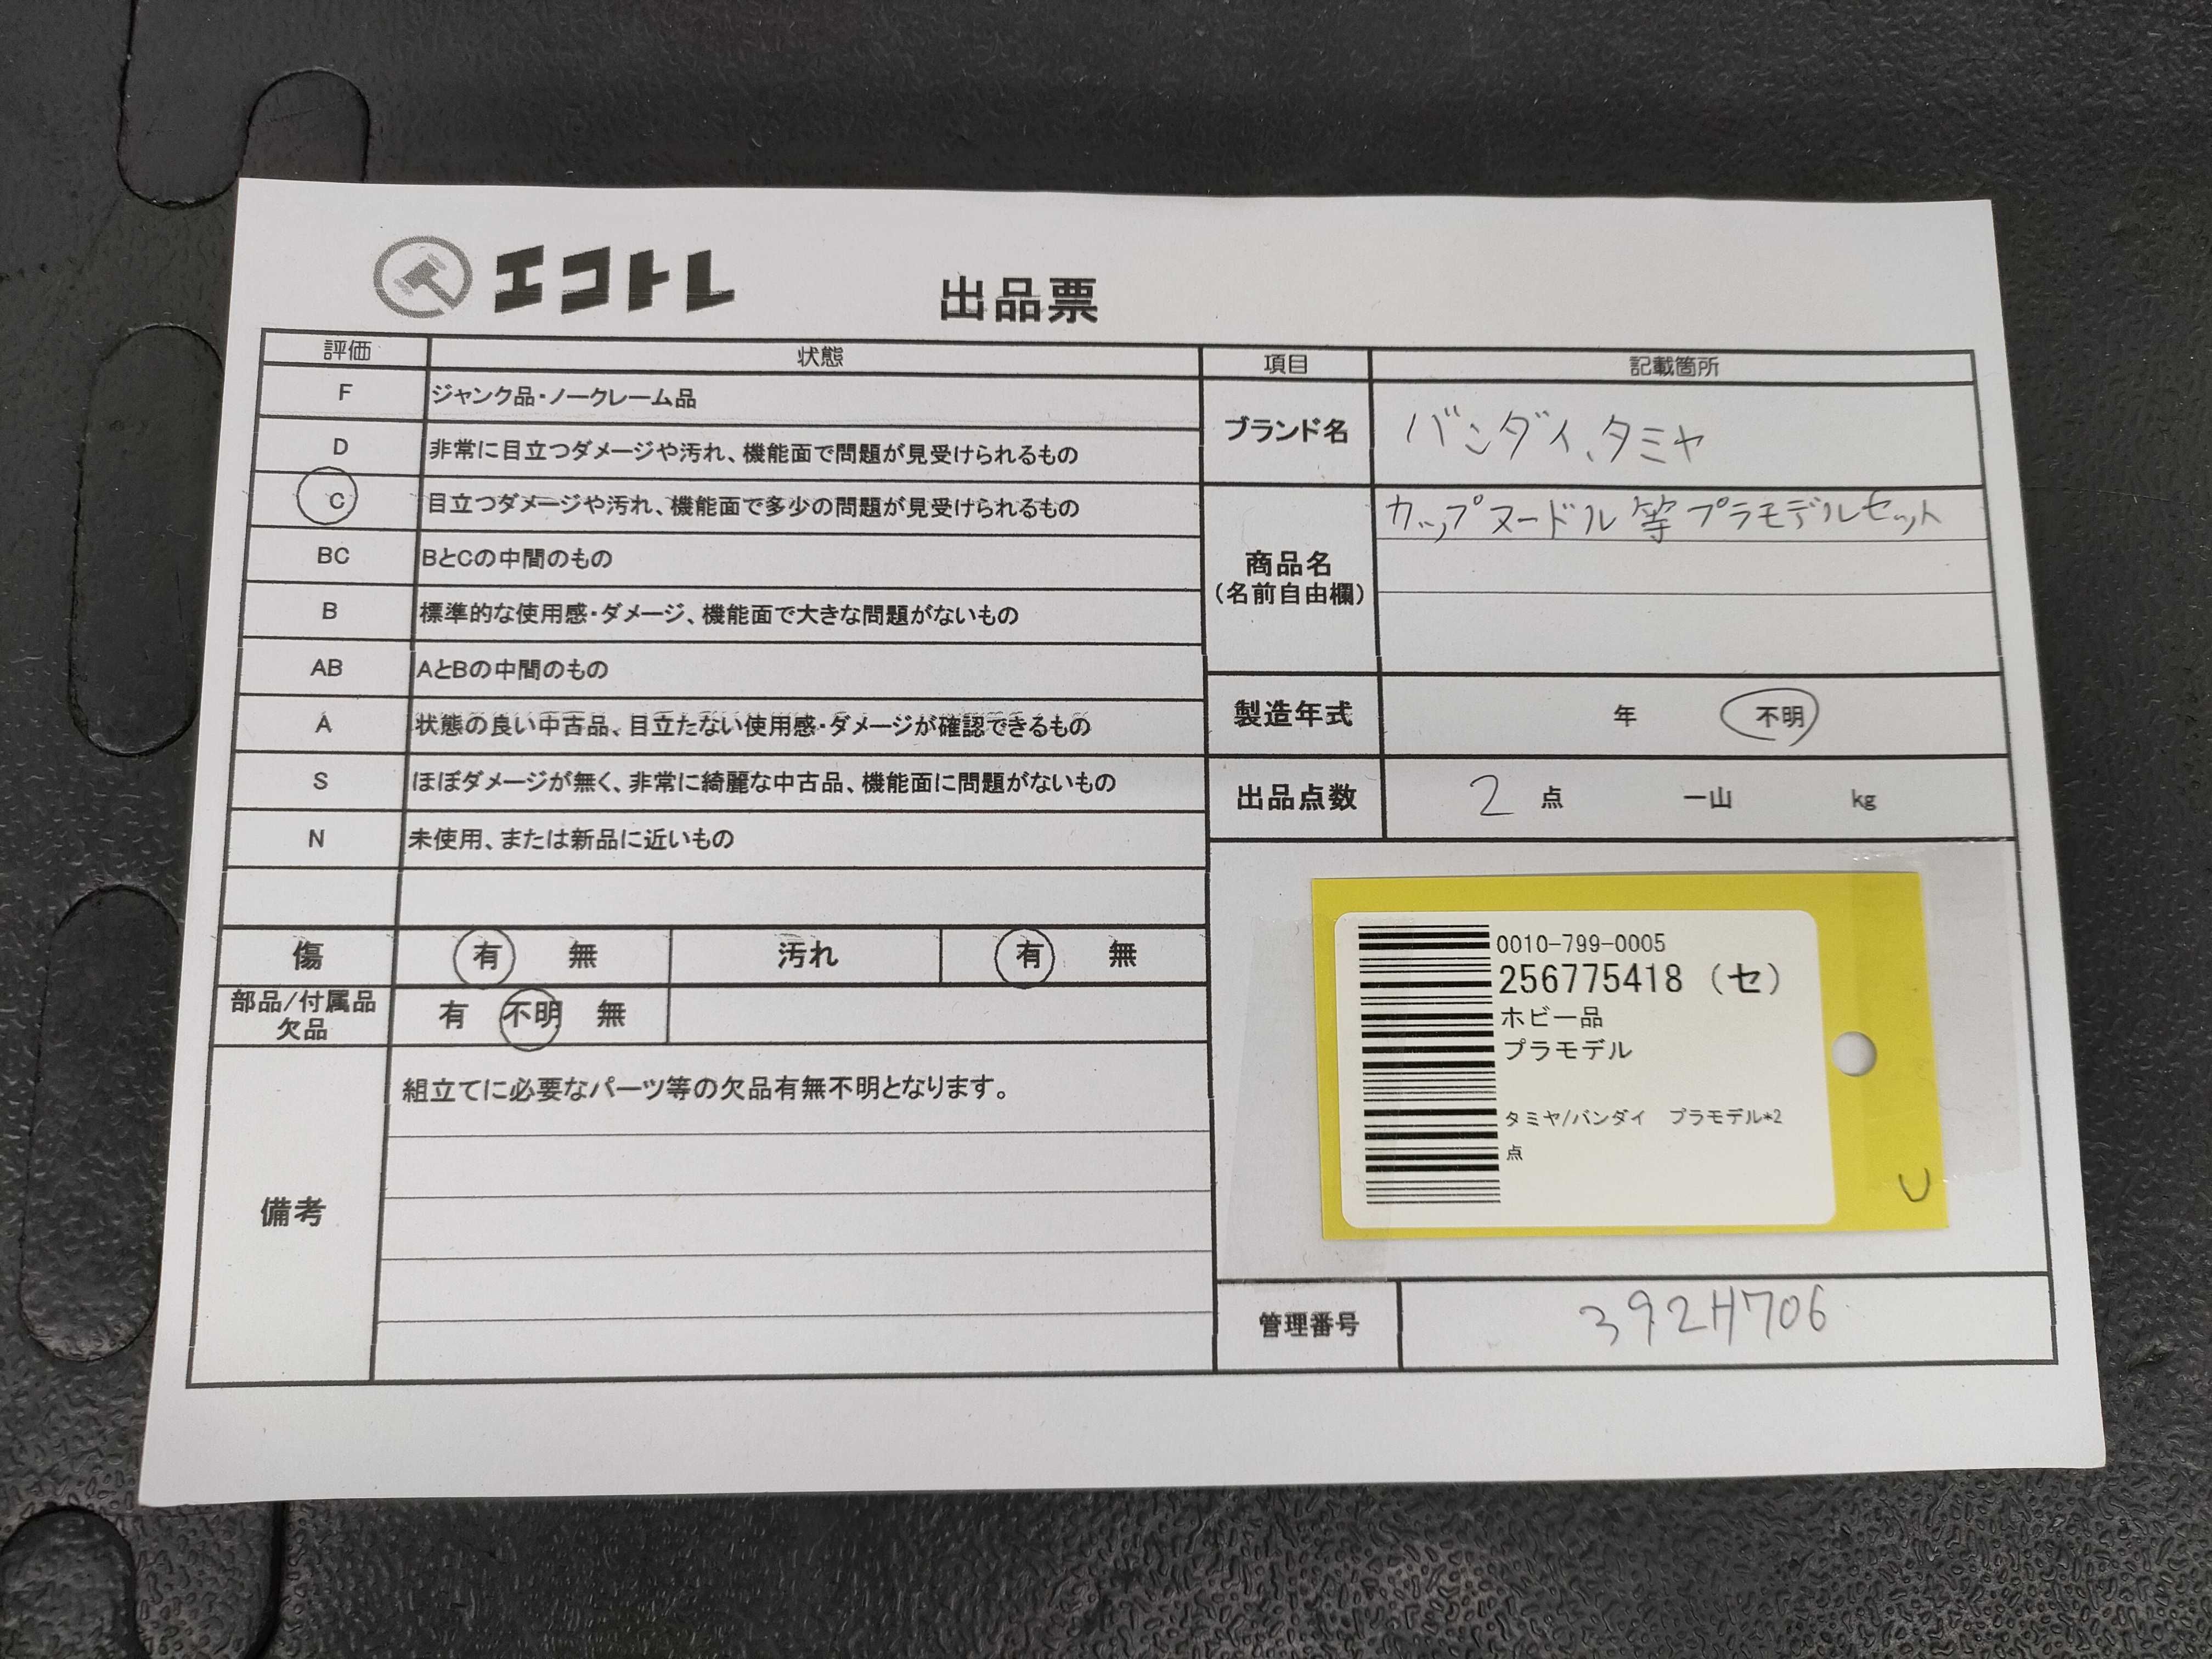 エコトレ
出品票
評価 状態
F ジャンク品・ノークレーム品
D 非常に目立つダメージや汚れ、機能面で問題が見受けられるもの
C 目立つダメージや汚れ、機能面で多少の問題が見受けられるもの
BC BとCの中間のもの
B 標準的な使用感・ダメージ、機能面で大きな問題がないもの
AB AとBの中間のもの
A 状態の良い中古品、目立たない使用感・ダメージが確認できるもの
S ほぼダメージが無く、非常に綺麗な中古品、機能面に問題がないもの
N 未使用、または新品に近いもの
傷 有 無 汚れ 有 無
部品/付属品
欠品
有 不明 無
備考
組立てに必要なパーツ等の欠品有無不明となります。
項目 記載箇所
ブランド名 バンダイ、タミヤ
商品名
(名前自由欄)
カップヌードル等プラモデルセット
製造年式 年 不明
出品点数 2 点 一山 kg
0010-799-0005
256775418 (セ)
ホビー品
プラモデル
タミヤ/バンダイ プラモデル*2
点
U
管理番号 392H706